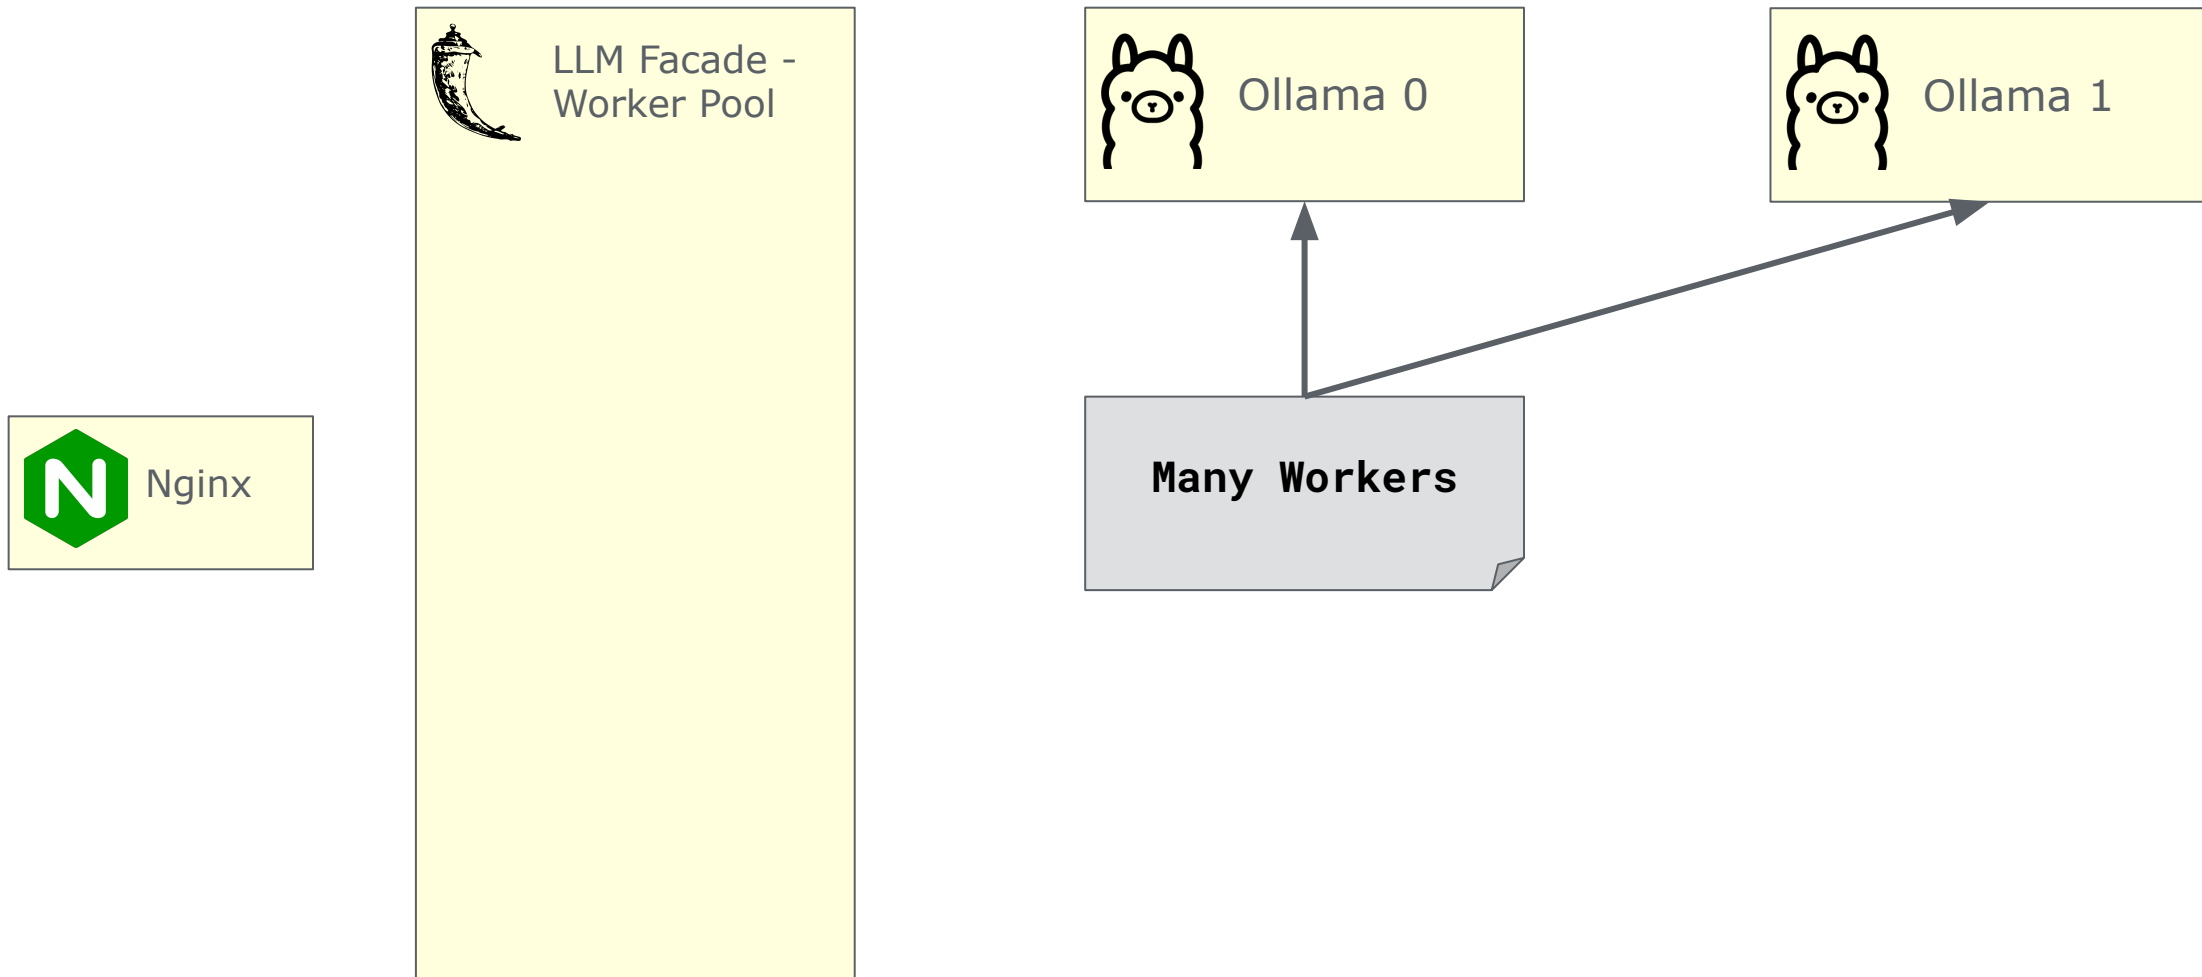 LLM Facade -
Worker Pool
Ollama 0
Ollama 1
Nginx
Many Workers